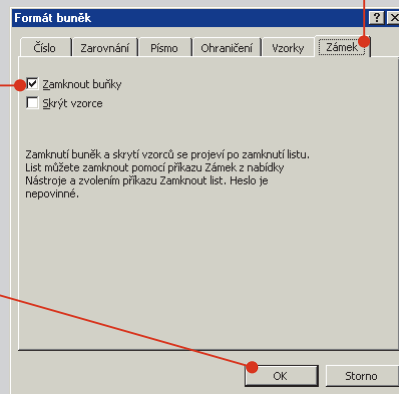 Formát buněk
Číslo Zarovnání Písmo Ohraničení Vzorky Zámek
Zamknout buňky
Skrýt vzorce
Zamknutí buněk a skrytí vzorců se projeví po zamknutí listu.
List můžete zamknout pomocí příkazu Zámek z nabídky
Nástroje a zvolením příkazu Zamknout list. Heslo je
nepovinné.
OK Storno